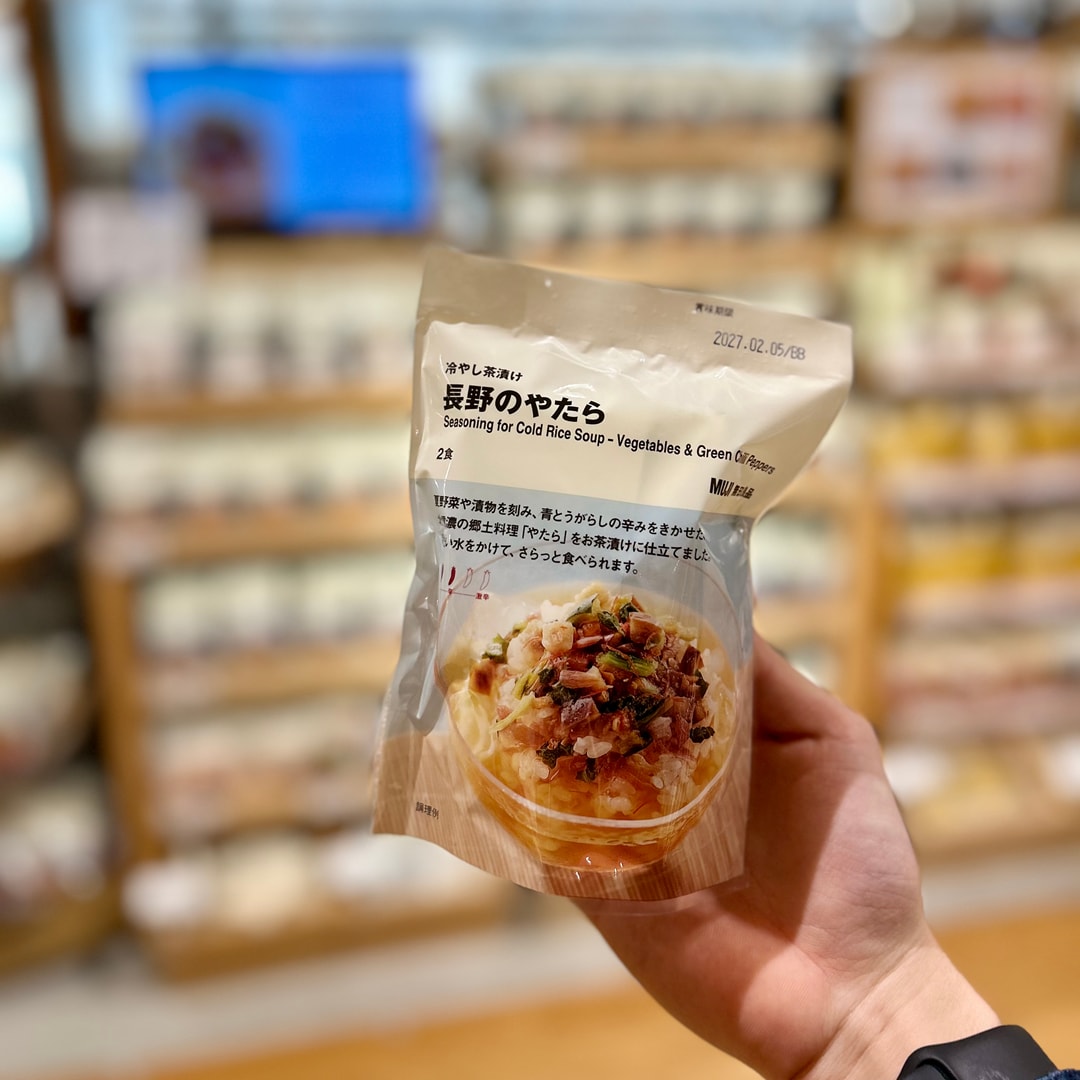 賞味期限
2027.02.05/BB
冷やし茶漬け
長野のやたら
Seasoning for Cold Rice Soup – Vegetables & Green Chili Peppers
2食
MUJI 無印良品
野菜や漬物を刻み、青とうがらしの辛みをきかせた
濃の郷土料理「やたら」をお茶漬けに仕立てました。
い水をかけて、さらっと食べられます。
激辛
調理例